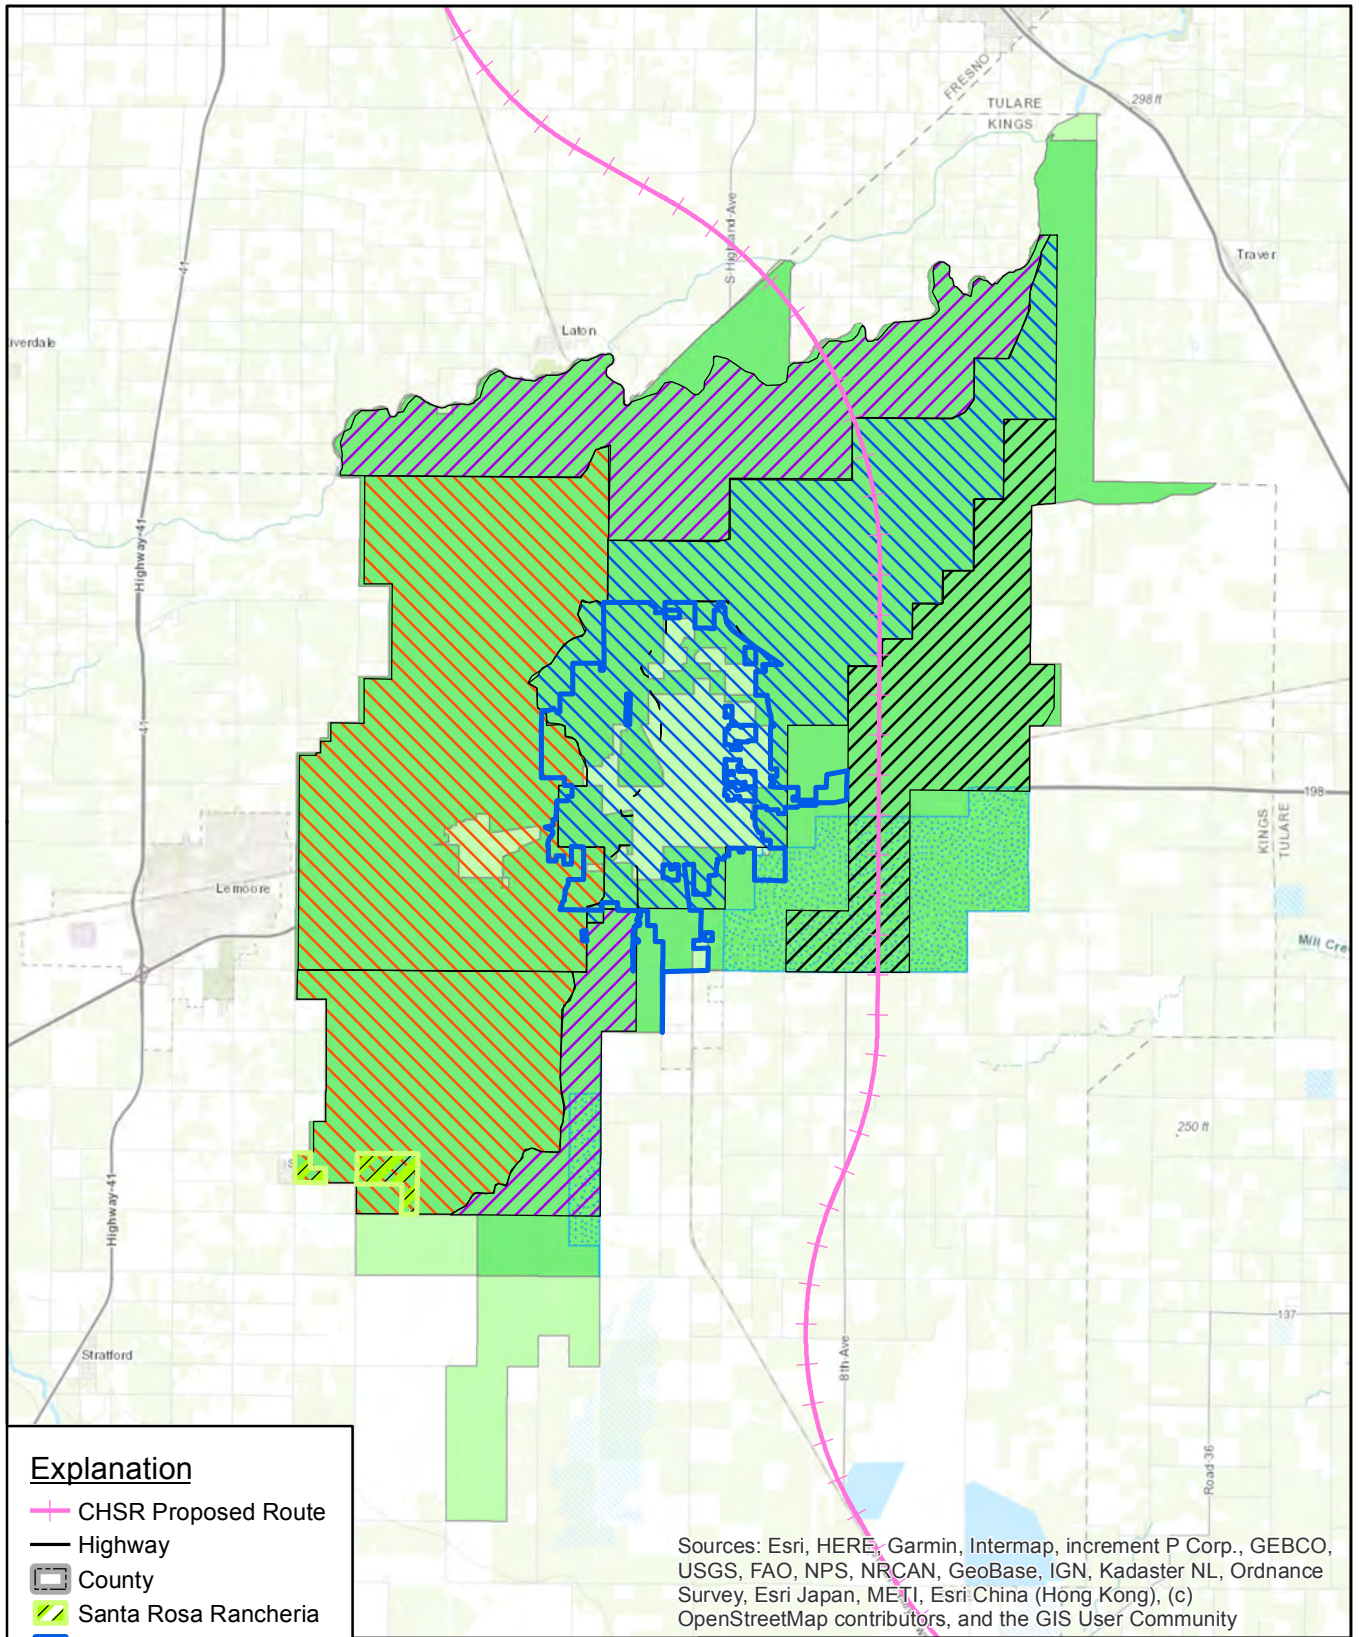 FRESNO
TULARE
KINGS
298 ft
41
S Highland Ave
Traver
Laton
iverdale
Highway-41
41
198
KINGS
TULARE
Lemoore
Mill Cre
250 ft
Highway-41
137
8th Ave
Stratford
Road 36
Explanation
CHSR Proposed Route
Highway
County
Santa Rosa Rancheria
Sources: Esri, HERE, Garmin, Intermap, increment P Corp., GEBCO,
USGS, FAO, NPS, NRCAN, GeoBase, IGN, Kadaster NL, Ordnance
Survey, Esri Japan, METI, Esri China (Hong Kong), (c)
OpenStreetMap contributors, and the GIS User Community